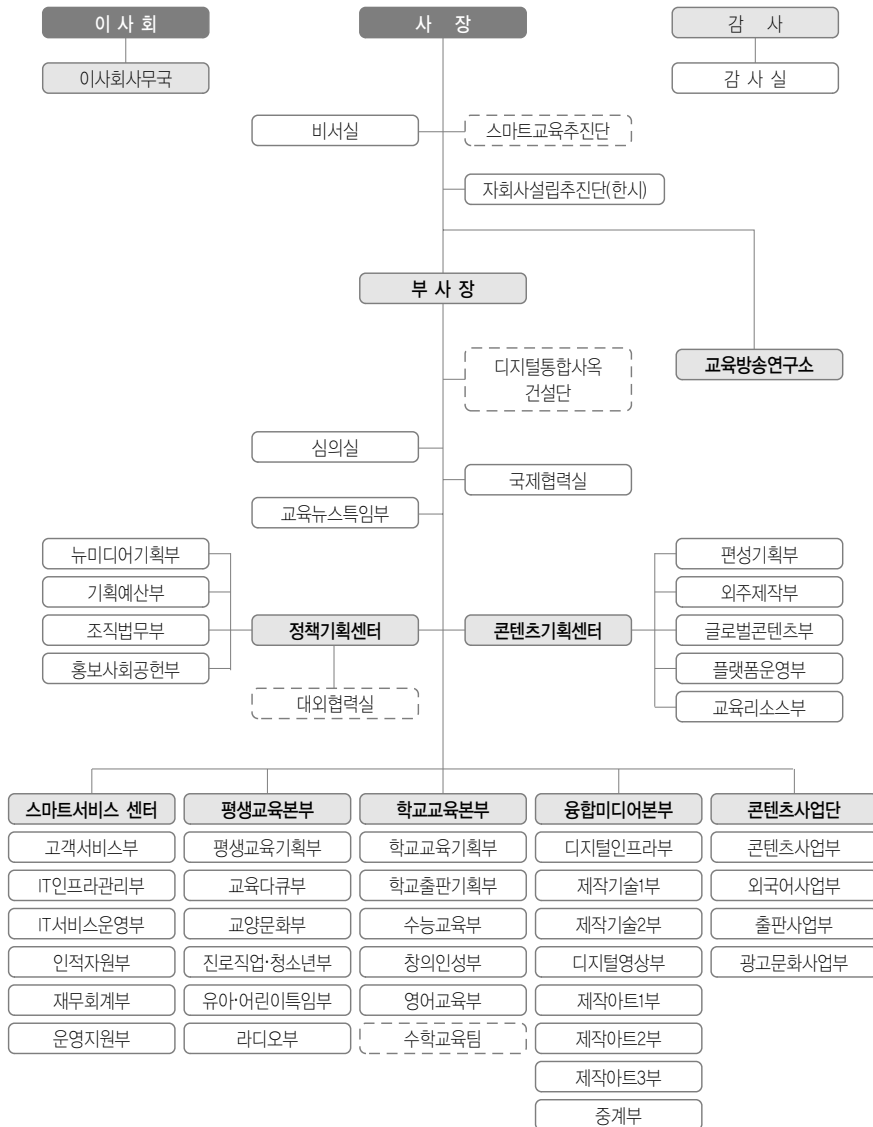 이 사 회
사 장
감 사
이사회사무국
감 사 실
비서실
스마트교육추진단
자회사설립추진단(한시)
부 사 장
디지털통합사옥
건설단
교육방송연구소
심의실
국제협력실
교육뉴스특임부
뉴미디어기획부
기획예산부
조직법무부
홍보사회공헌부
정책기획센터
대외협력실
콘텐츠기획센터
편성기획부
외주제작부
글로벌콘텐츠부
플랫폼운영부
교육리소스부
스마트서비스 센터
고객서비스부
IT인프라관리부
IT서비스운영부
인적자원부
재무회계부
운영지원부
평생교육본부
평생교육기획부
교육다큐부
교양문화부
진로직업·청소년부
유아·어린이특임부
라디오부
학교교육본부
학교교육기획부
학교출판기획부
수능교육부
창의인성부
영어교육부
수학교육팀
융합미디어본부
디지털인프라부
제작기술1부
제작기술2부
디지털영상부
제작아트1부
제작아트2부
제작아트3부
중계부
콘텐츠사업단
콘텐츠사업부
외국어사업부
출판사업부
광고문화사업부